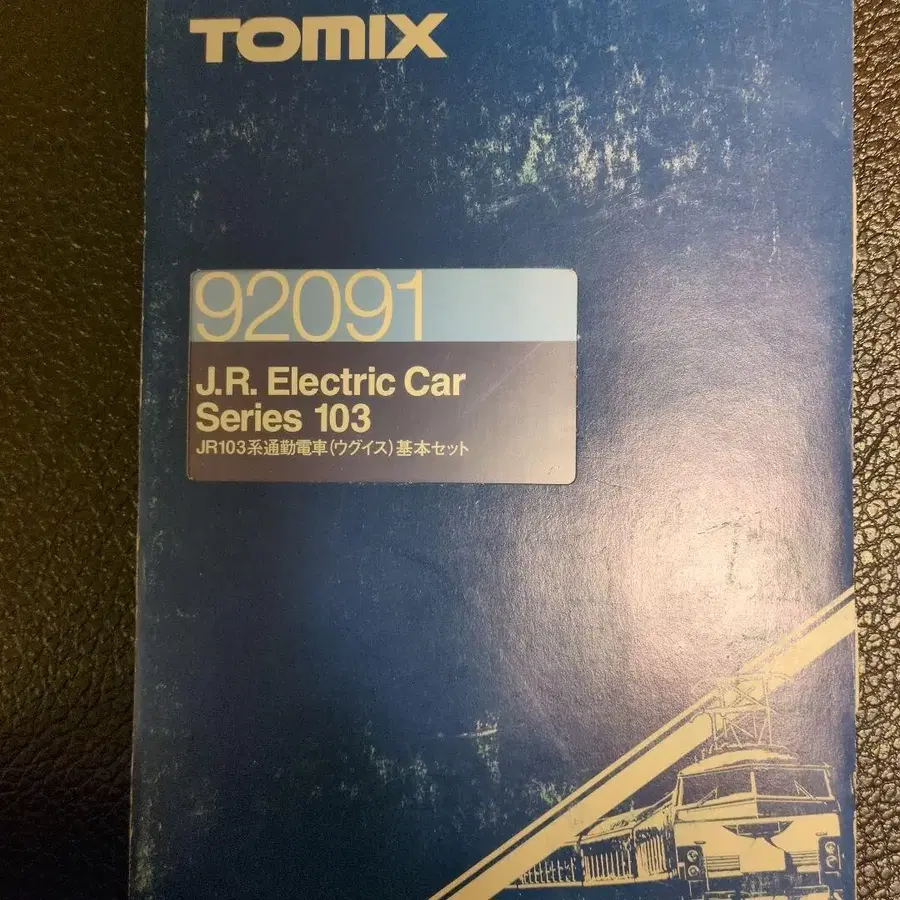 TOMIX
92091
J.R. Electric Car
Series 103
JR103系通勤電車(ウグイス)基本セット